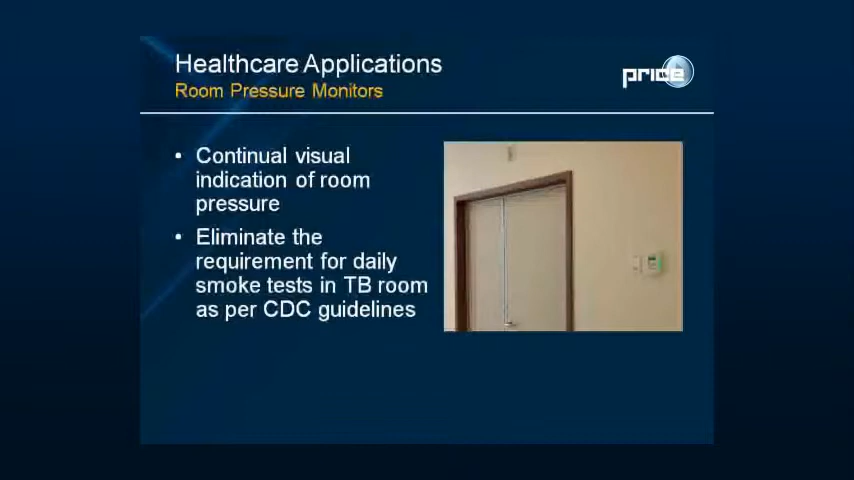 Healthcare Applications
Room Pressure Monitors
price
• Continual visual
indication of room
pressure
• Eliminate the
requirement for daily
smoke tests in TB room
as per CDC guidelines